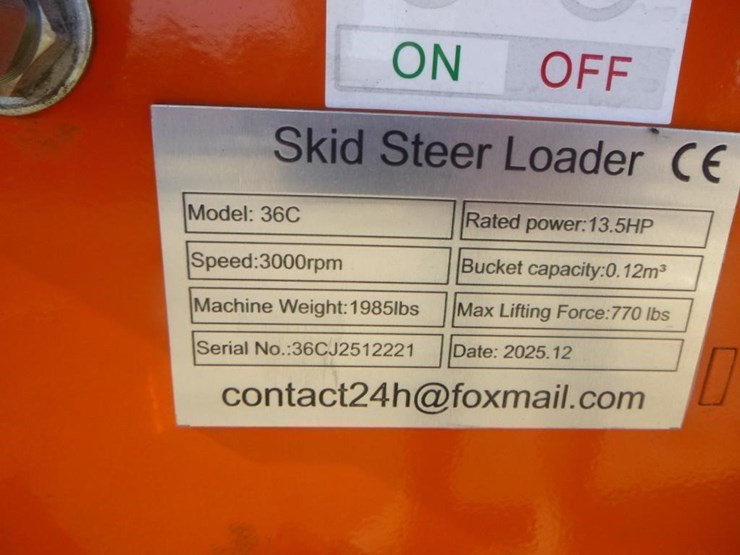 ON OFF
Skid Steer Loader CE
Model: 36C
Rated power:13.5HP
Speed:3000rpm
Bucket capacity:0.12m³
Machine Weight:1985lbs
Max Lifting Force:770 lbs
Serial No.:36CJ2512221
Date: 2025.12
contact24h@foxmail.com